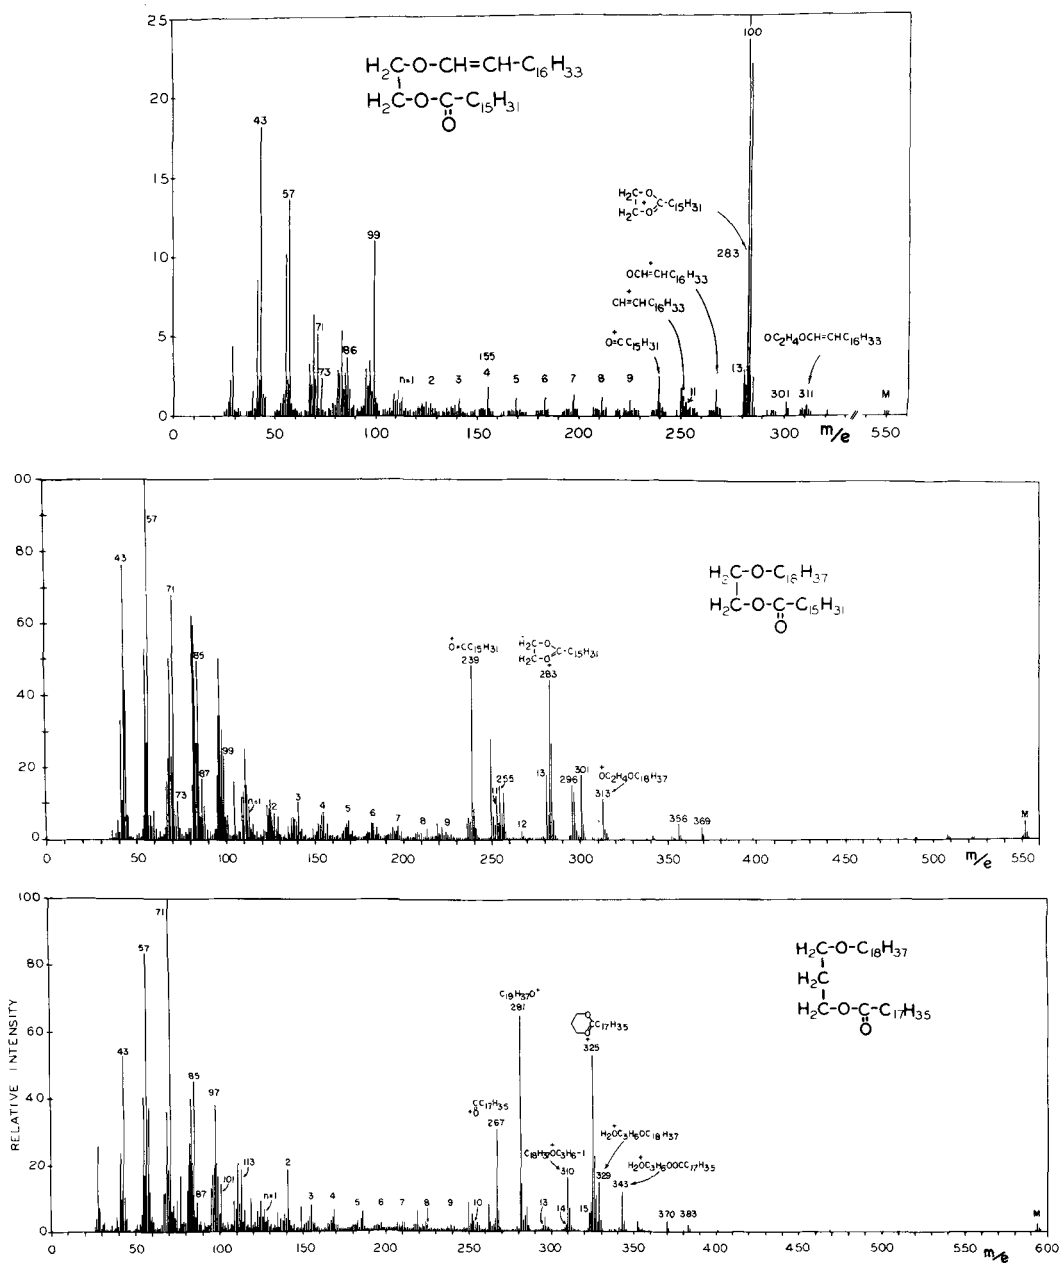 25
20
15
10
5
0
H₂C-O-CH=CH-C₁₆H₃₃
H₂C-O-C-C₁₅H₃₁
O
43
57
99
71
73
86
n=1
2
3
155
4
5
6
7
8
9
11
13
100
H₂C-O
C-C₁₅H₃₁
H₂C-O
+
283
+
OCH=CHC₁₆H₃₃
+
CH=CHC₁₆H₃₃
+
O=CC₁₅H₃₁
OC₂H₄OCH=CHC₁₆H₃₃
301
311
M
0 50 100 150 200 250 300 m/e 550
00
80
60
40
20
0
H₂C-O-C₁₈H₃₇
H₂C-O-C-C₁₅H₃₁
O
43
57
71
73
85
87
99
n=1
2
3
4
5
6
7
8
9
+
O=CC₁₅H₃₁
239
H₂C-O
C-C₁₅H₃₁
H₂C-O
+
283
255
12
13
296
301
+
OC₂H₄OC₁₈H₃₇
313
356
369
M
0 50 100 150 200 250 300 350 400 450 500 m/e 550
RELATIVE INTENSITY
100
80
60
40
20
0
H₂C-O-C₁₈H₃₇
H₂C
H₂C-O-C-C₁₇H₃₅
O
43
57
71
85
87
97
101
113
n=1
2
3
4
5
6
7
8
9
10
CC₁₇H₃₅
+O
267
C₁₉H₃₇O⁺
281
13
+
C₁₈H₃₇OC₃H₆-1
310
14
15
O
CC₁₇H₃₅
O
+
325
+
H₂OC₃H₆OC₁₈H₃₇
329
+
H₂OC₃H₆OOCC₁₇H₃₅
343
370
383
M
0 50 100 150 200 250 300 350 400 450 500 550 m/e 600